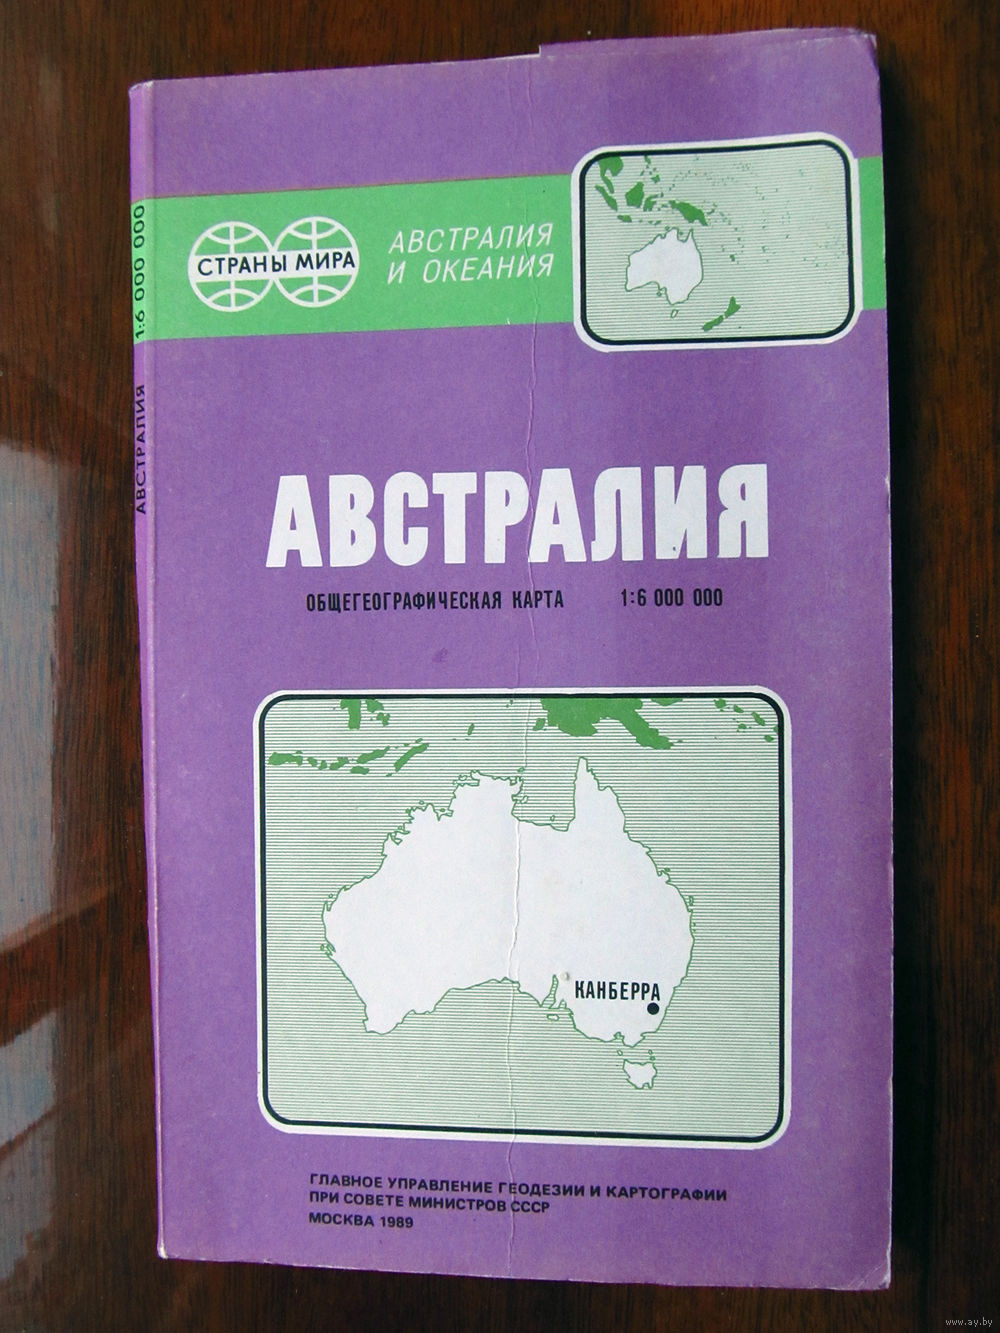 СТРАНЫ МИРА
АВСТРАЛИЯ
И ОКЕАНИЯ
АВСТРАЛИЯ 1:6 000 000
АВСТРАЛИЯ
ОБЩЕГЕОГРАФИЧЕСКАЯ КАРТА 1:6 000 000
КАНБЕРРА
ГЛАВНОЕ УПРАВЛЕНИЕ ГЕОДЕЗИИ И КАРТОГРАФИИ
ПРИ СОВЕТЕ МИНИСТРОВ СССР
МОСКВА 1989
www.ay.by